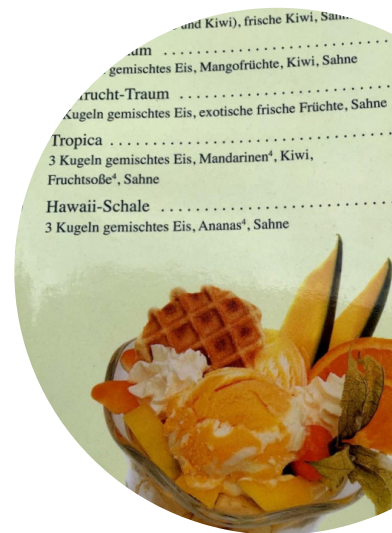 und Kiwi), frische Kiwi, 
um ........................
gemischtes Eis, Mangofrüchte, Kiwi, Sahne
frucht-Traum ........................
Kugeln gemischtes Eis, exotische frische Früchte, Sahne
Tropica ........................
3 Kugeln gemischtes Eis, Mandarinen⁴, Kiwi,
Fruchtsoße⁴, Sahne
Hawaii-Schale ........................
3 Kugeln gemischtes Eis, Ananas⁴, Sahne